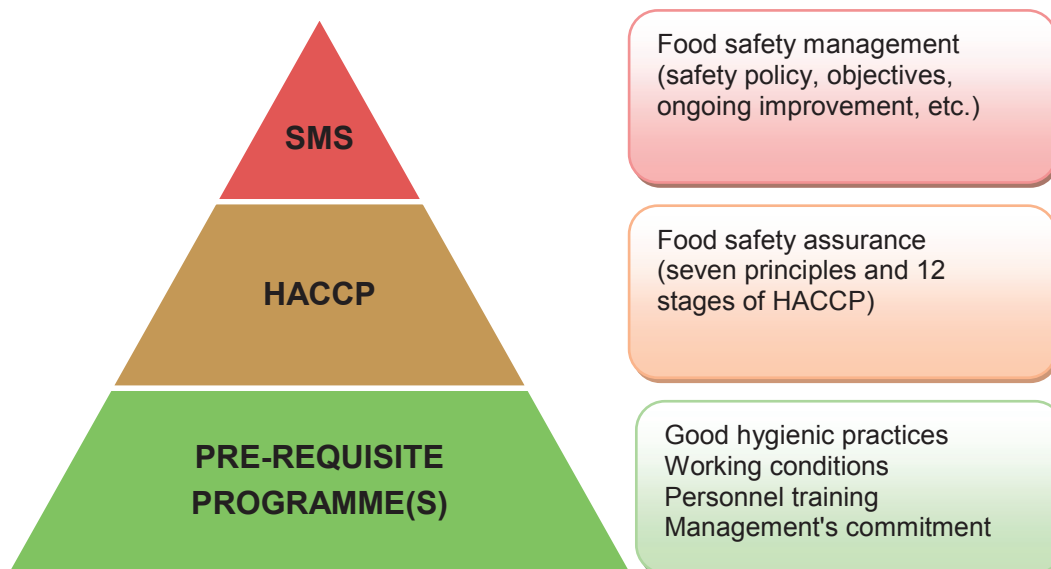 SMS
Food safety management
(safety policy, objectives,
ongoing improvement, etc.)
HACCP
Food safety assurance
(seven principles and 12
stages of HACCP)
PRE-REQUISITE
PROGRAMME(S)
Good hygienic practices
Working conditions
Personnel training
Management's commitment